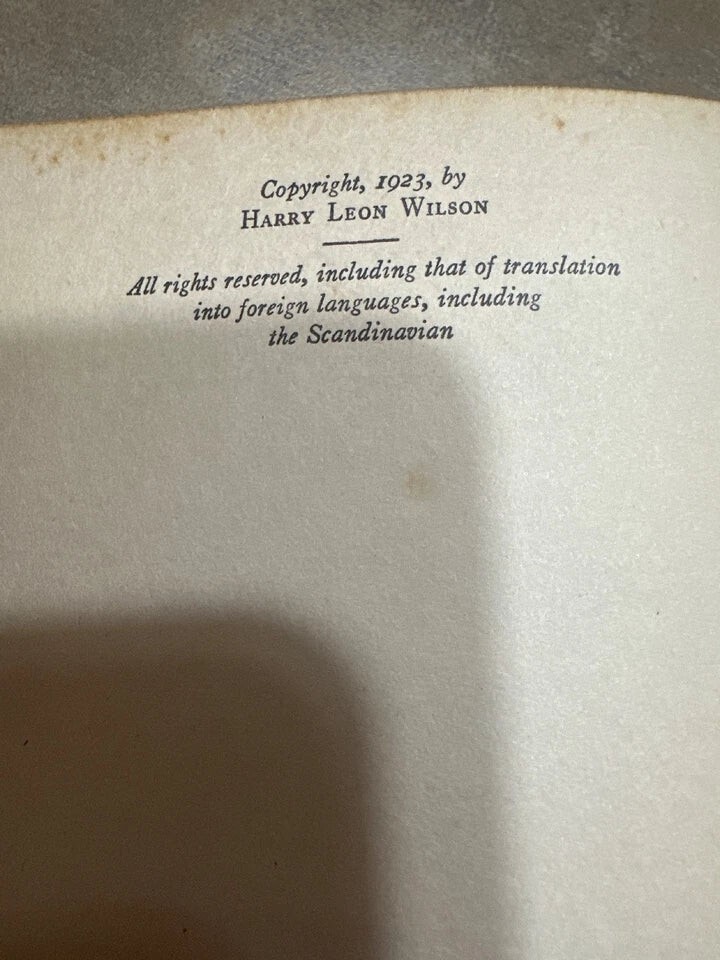 Copyright, 1923, by
HARRY LEON WILSON
All rights reserved, including that of translation
into foreign languages, including
the Scandinavian